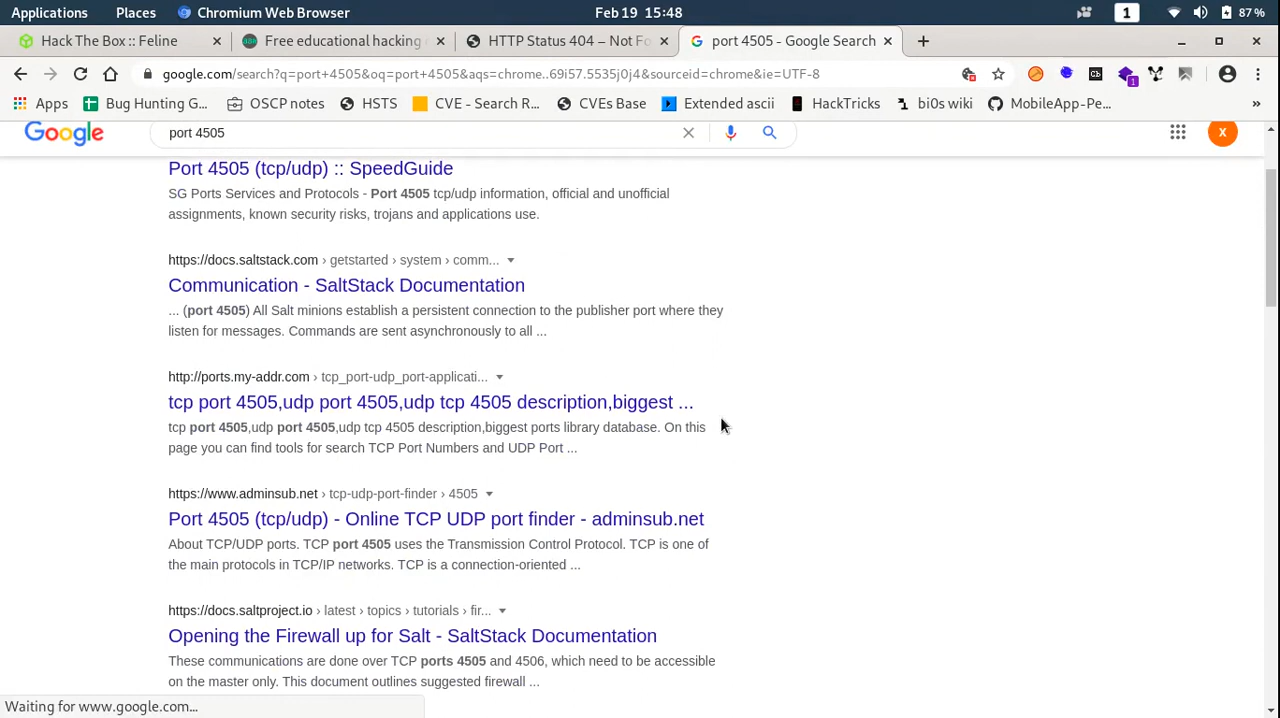 Applications Places Chromium Web Browser Feb 19 15:48 1 87 %
Hack The Box :: Feline Free educational hacking HTTP Status 404 – Not Fo port 4505 - Google Search
google.com/search?q=port+4505&oq=port+4505&aqs=chrome..69i57.5535j0j4&sourceid=chrome&ie=UTF-8
Apps Bug Hunting G... OSCP notes HSTS CVE - Search R... CVEs Base Extended ascii HackTricks bi0s wiki MobileApp-Pe... »
Google port 4505 X
Port 4505 (tcp/udp) :: SpeedGuide
SG Ports Services and Protocols - Port 4505 tcp/udp information, official and unofficial
assignments, known security risks, trojans and applications use.
https://docs.saltstack.com › getstarted › system › comm...
Communication - SaltStack Documentation
... (port 4505) All Salt minions establish a persistent connection to the publisher port where they
listen for messages. Commands are sent asynchronously to all ...
http://ports.my-addr.com › tcp_port-udp_port-applicati...
tcp port 4505,udp port 4505,udp tcp 4505 description,biggest ...
tcp port 4505,udp port 4505,udp tcp 4505 description,biggest ports library database. On this
page you can find tools for search TCP Port Numbers and UDP Port ...
https://www.adminsub.net › tcp-udp-port-finder › 4505
Port 4505 (tcp/udp) - Online TCP UDP port finder - adminsub.net
About TCP/UDP ports. TCP port 4505 uses the Transmission Control Protocol. TCP is one of
the main protocols in TCP/IP networks. TCP is a connection-oriented ...
https://docs.saltproject.io › latest › topics › tutorials › fir...
Opening the Firewall up for Salt - SaltStack Documentation
These communications are done over TCP ports 4505 and 4506, which need to be accessible
on the master only. This document outlines suggested firewall ...
Waiting for www.google.com...